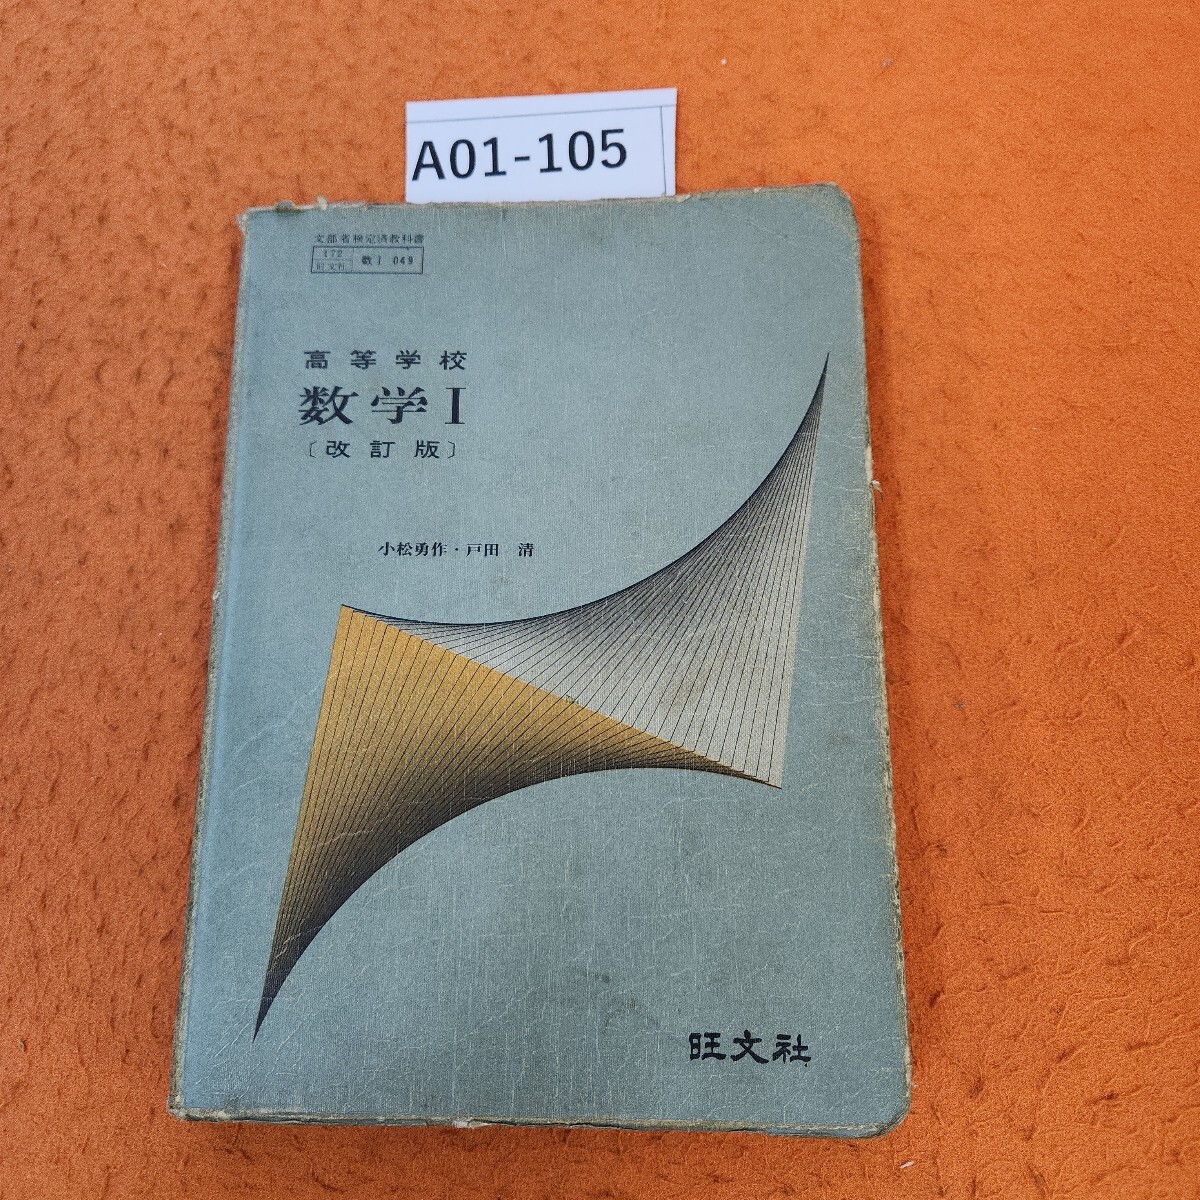 A01-105
文部省検定済教科書
172
旺文社
数I 049
高等学校
数学I
〔改訂版〕
小松勇作・戸田 清
旺文社